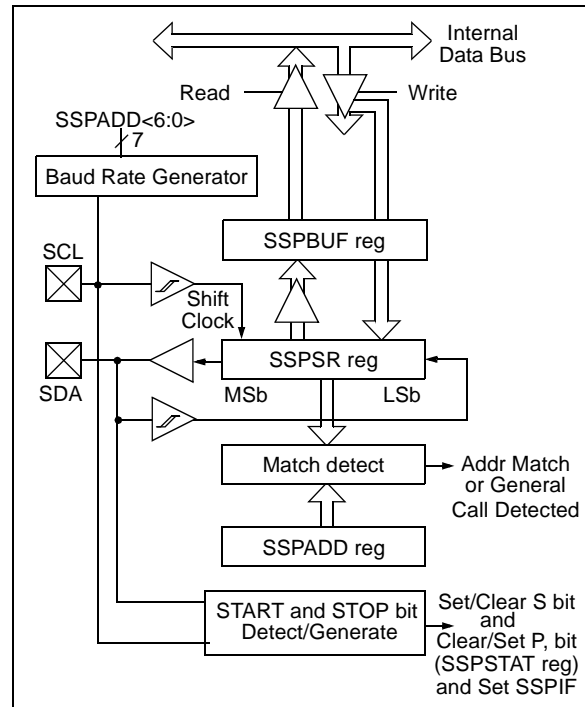 Internal
Data Bus
Read
Write
SSPADD<6:0>
7
Baud Rate Generator
SSPBUF reg
SCL
Shift
Clock
SSPSR reg
SDA
MSb
LSb
Match detect
Addr Match
or General
Call Detected
SSPADD reg
START and STOP bit
Detect/Generate
Set/Clear S bit
and
Clear/Set P, bit
(SSPSTAT reg)
and Set SSPIF